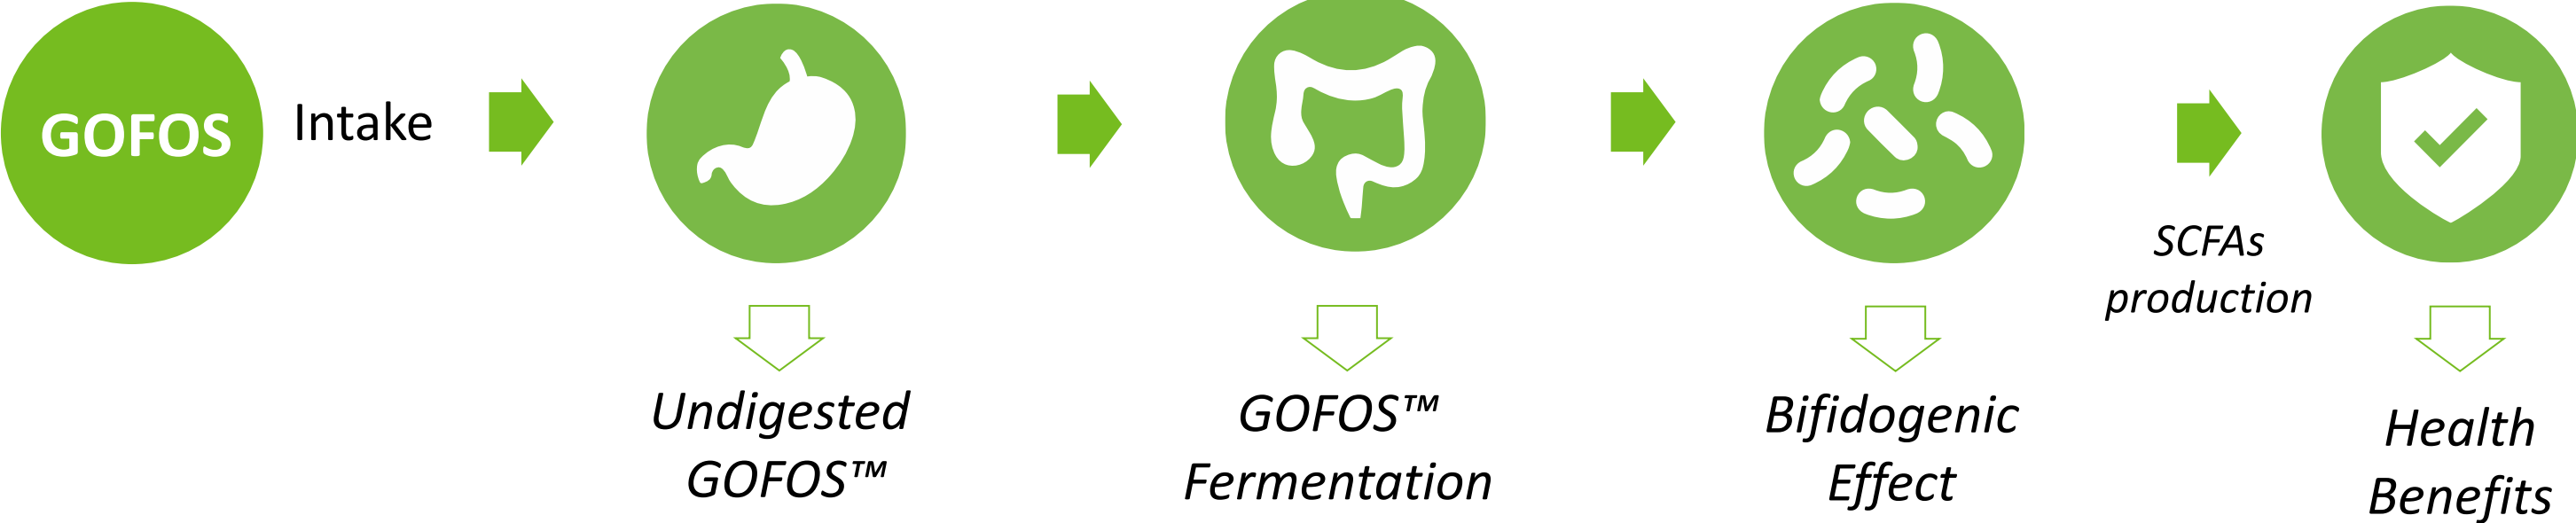 GOFOS
Intake
Undigested
GOFOS™
GOFOS™
Fermentation
Bifidogenic
Effect
SCFAs
production
Health
Benefits